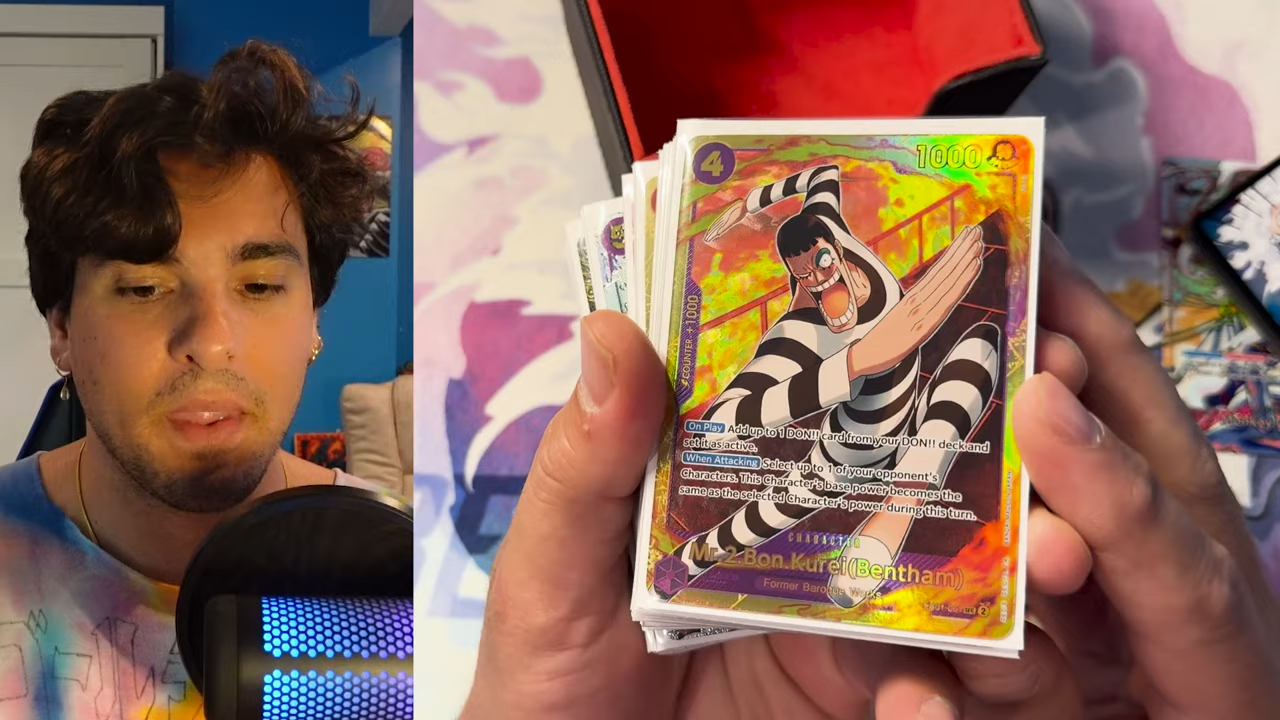 4
1000
COUNTER +1000
On Play Add up to 1 DON!! card from your DON!! deck and
set it as active.
When Attacking Select up to 1 of your opponent's
Characters. This Character's base power becomes the
same as the selected Character's power during this turn.
CHARACTER
Mr.2.Bon.Kurei(Bentham)
Former Baroque Works